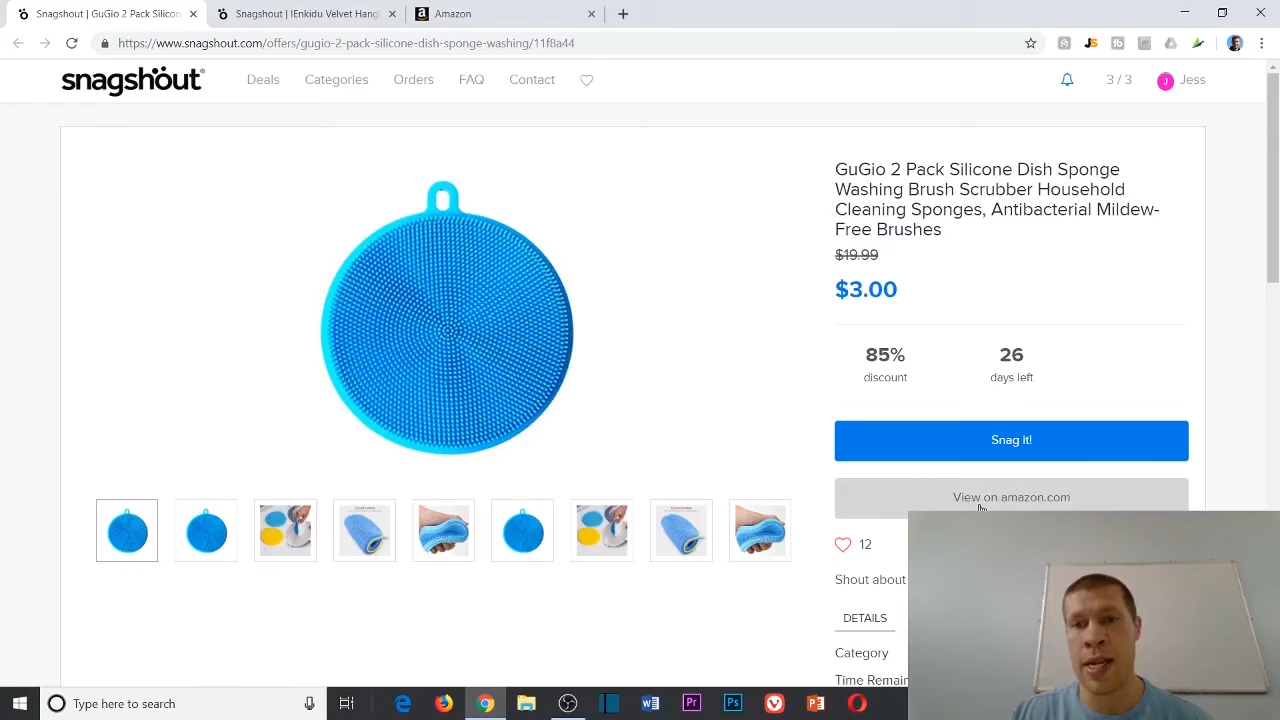 Snagshout | GuGio 2 Pack Silicon
Snagshout | IEnkidu Velvet Hang
Amazon
https://www.snagshout.com/offers/gugio-2-pack-silicone-dish-sponge-washing/11f8a44
snagshout®
Deals
Categories
Orders
FAQ
Contact
3 / 3
J
Jess
GuGio 2 Pack Silicone Dish Sponge
Washing Brush Scrubber Household
Cleaning Sponges, Antibacterial Mildew-
Free Brushes
$19.99
$3.00
85%
discount
26
days left
Snag it!
View on amazon.com
12
Shout about
DETAILS
Category
Time Remain
Type here to search